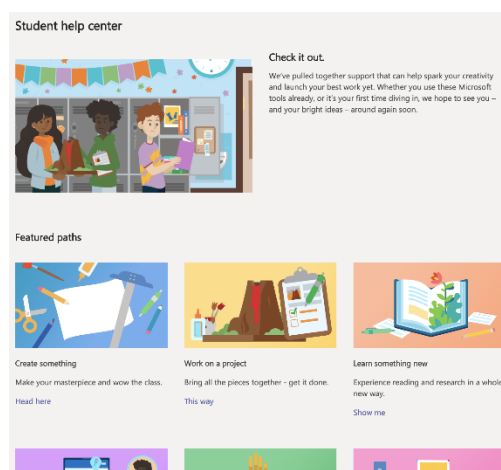 Student help center
Check it out.
We've pulled together support that can help spark your creativity
and launch your best work yet. Whether you use these Microsoft
tools already, or it's your first time diving in, we hope to see you –
and your bright ideas – around again soon.
Featured paths
Create something
Make your masterpiece and wow the class.
Head here
Work on a project
Bring all the pieces together - get it done.
This way
Learn something new
Experience reading and research in a whole
new way.
Show me